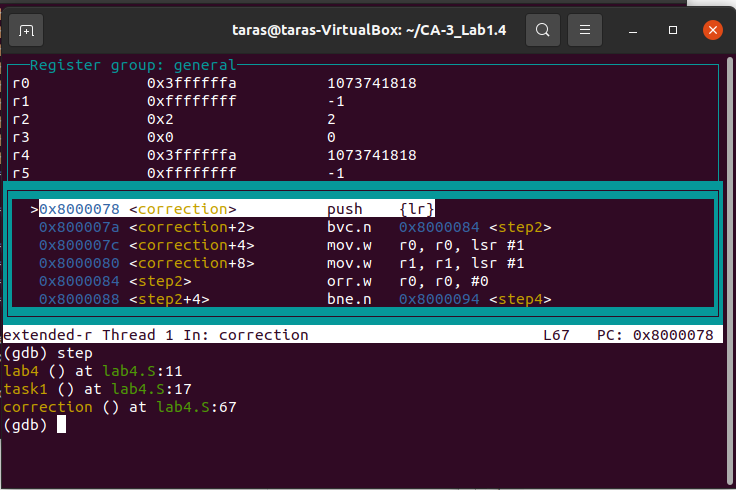 taras@taras-VirtualBox: ~/CA-3_Lab1.4
Register group: general
r0 0x3ffffffa 1073741818
r1 0xffffffff -1
r2 0x2 2
r3 0x0 0
r4 0x3ffffffa 1073741818
r5 0xffffffff -1
>0x8000078 <correction> push {lr}
0x800007a <correction+2> bvc.n 0x8000084 <step2>
0x800007c <correction+4> mov.w r0, r0, lsr #1
0x8000080 <correction+8> mov.w r1, r1, lsr #1
0x8000084 <step2> orr.w r0, r0, #0
0x8000088 <step2+4> bne.n 0x8000094 <step4>
extended-r Thread 1 In: correction L67 PC: 0x8000078
(gdb) step
lab4 () at lab4.S:11
task1 () at lab4.S:17
correction () at lab4.S:67
(gdb)